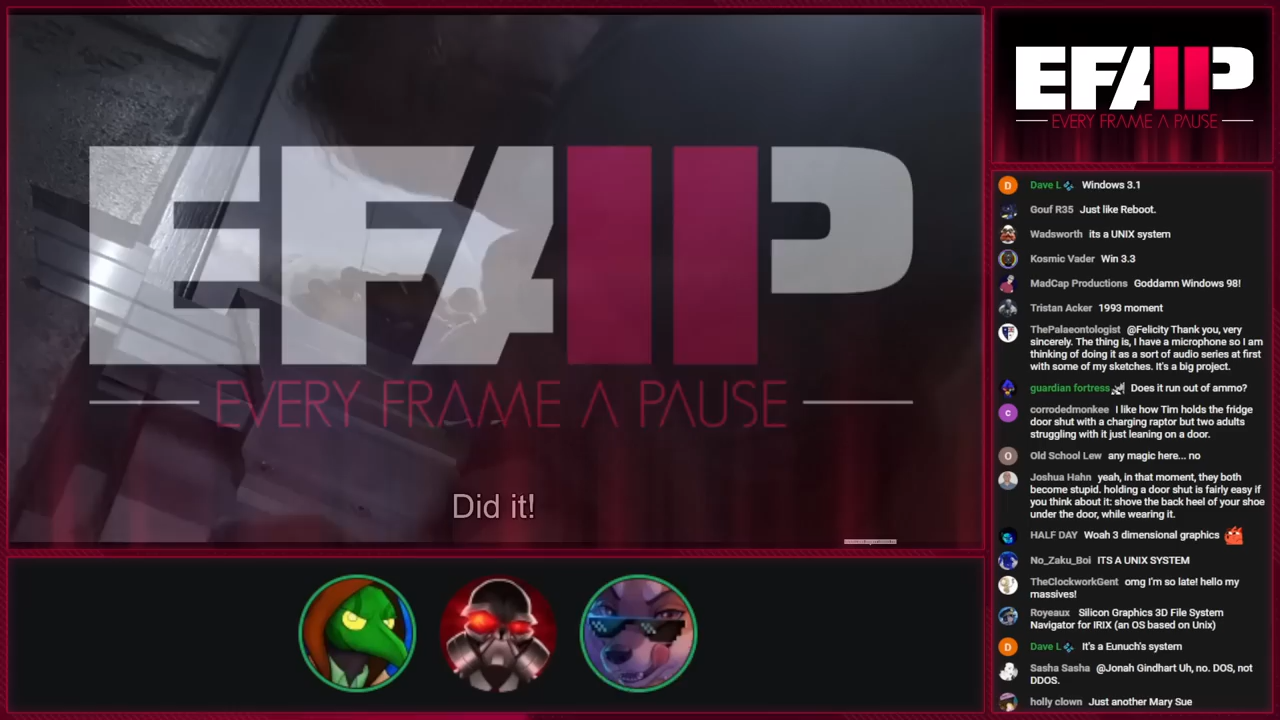 EFAP
EVERY FRAME A PAUSE
Did it!
EFAP
EVERY FRAME A PAUSE
D
Dave L Windows 3.1
Gouf R35 Just like Reboot.
Wadsworth its a UNIX system
Kosmic Vader Win 3.3
MadCap Productions Goddamn Windows 98!
Tristan Acker 1993 moment
ThePalaeontologist @Felicity Thank you, very
sincerely. The thing is, I have a microphone so I am
thinking of doing it as a sort of audio series at first
with some of my sketches. It's a big project.
guardian fortress Does it run out of ammo?
C
corrodedmonkee I like how Tim holds the fridge
door shut with a charging raptor but two adults
struggling with it just leaning on a door.
O
Old School Lew any magic here... no
Joshua Hahn yeah, in that moment, they both
become stupid. holding a door shut is fairly easy if
you think about it: shove the back heel of your shoe
under the door, while wearing it.
HALF DAY Woah 3 dimensional graphics
No_Zaku_Boi ITS A UNIX SYSTEM
TheClockworkGent omg I'm so late! hello my
massives!
Royeaux Silicon Graphics 3D File System
Navigator for IRIX (an OS based on Unix)
D
Dave L It's a Eunuch's system
Sasha Sasha @Jonah Gindhart Uh, no. DOS, not
DDOS.
holly clown Just another Mary Sue